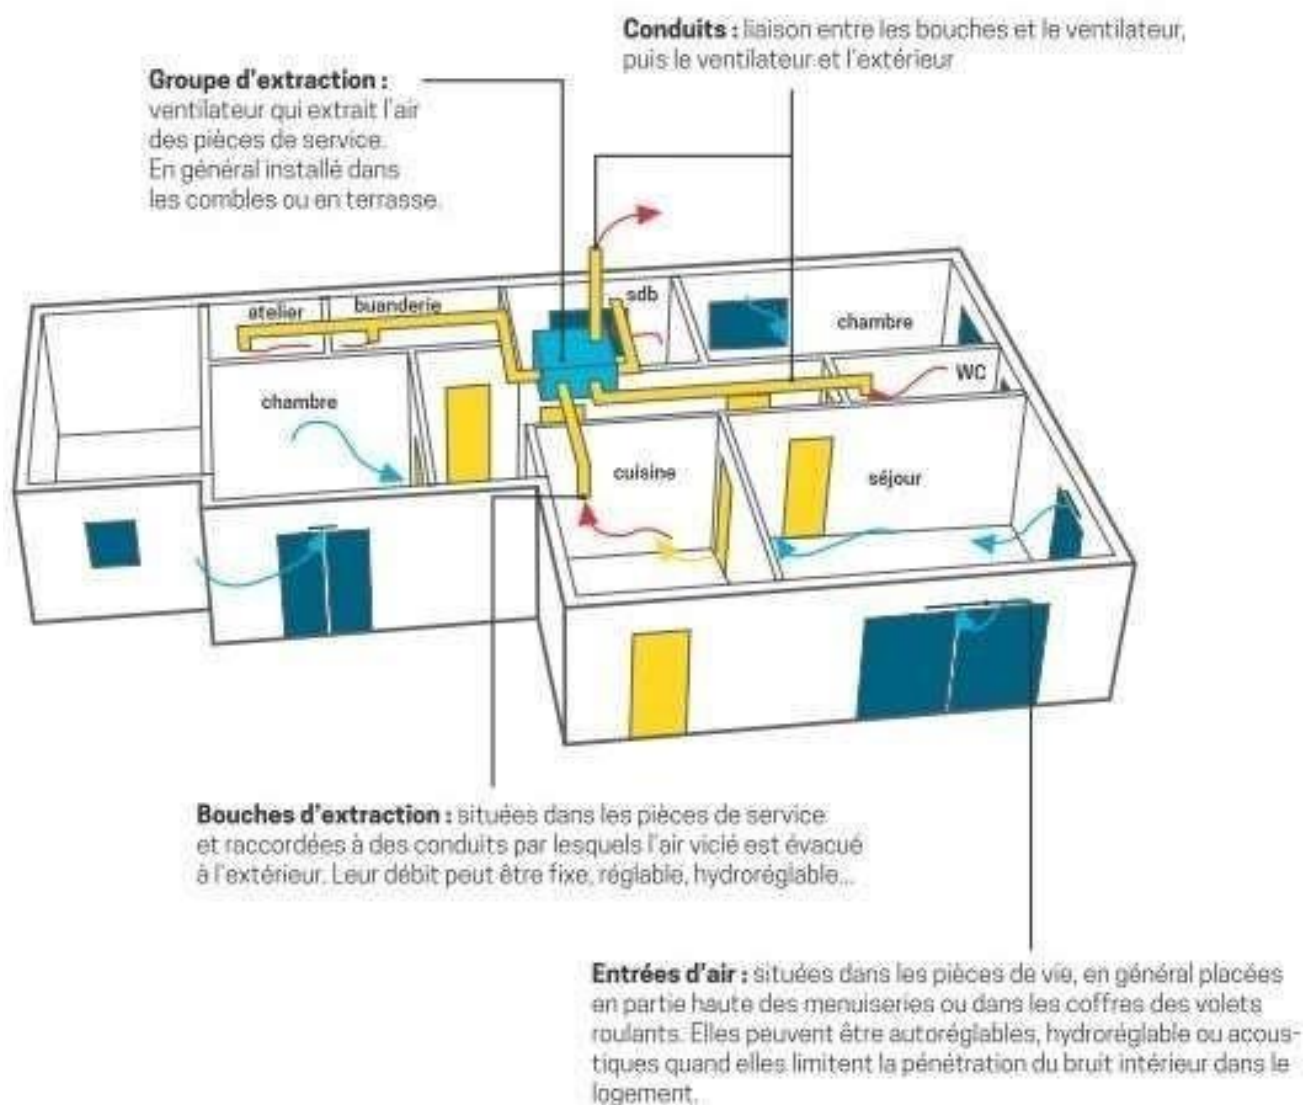 Conduits : liaison entre les bouches et le ventilateur,
puis le ventilateur et l'extérieur
Groupe d'extraction :
ventilateur qui extrait l'air
des pièces de service.
En général installé dans
les combles ou en terrasse.
atelier
buanderie
sdb
chambre
WC
chambre
cuisine
séjour
Bouches d'extraction : situées dans les pièces de service
et raccordées à des conduits par lesquels l'air vicié est évacué
à l'extérieur. Leur débit peut être fixe, réglable, hydroréglable...
Entrées d'air : situées dans les pièces de vie, en général placées
en partie haute des menuiseries ou dans les coffres des volets
roulants. Elles peuvent être autoréglables, hydroréglable ou acous-
tiques quand elles limitent la pénétration du bruit intérieur dans le
logement.